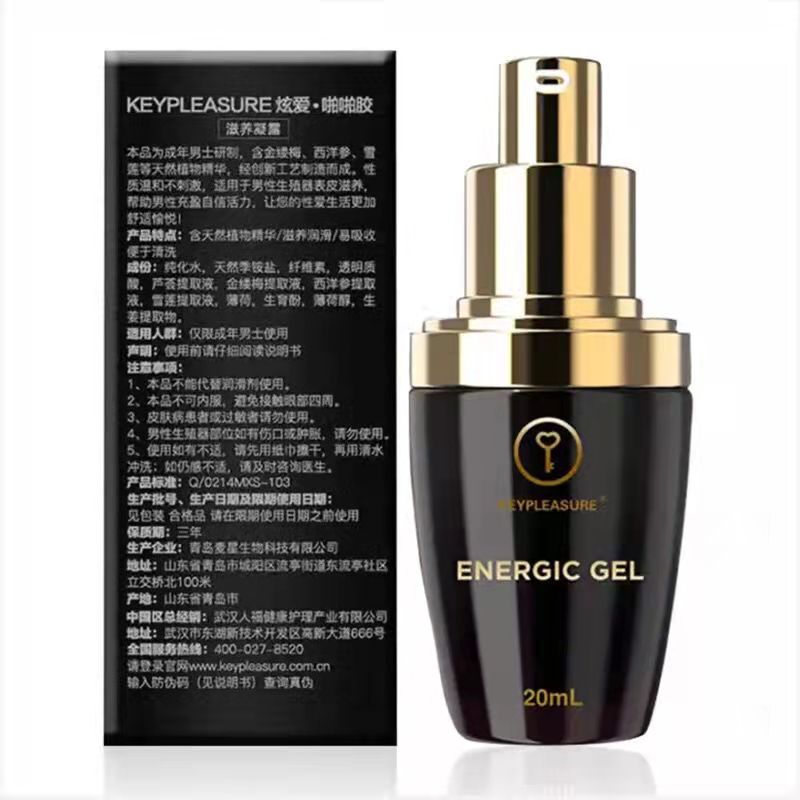 KEYPLEASURE 炫爱·啪啪胶
滋养凝露
本品为成年男士研制，含金缕梅、西洋参、雪
莲等天然植物精华，经创新工艺制造而成。性
质温和不刺激，适用于男性生殖器表皮滋养，
帮助男性充盈自信活力，让您的性爱生活更加
舒适愉悦！
产品特点：含天然植物精华/滋养润滑/易吸收
便于清洗
成份：纯化水，天然季铵盐，纤维素，透明质
酸，芦荟提取液，金缕梅提取液，西洋参提取
液，雪莲提取液，薄荷，生育酚，薄荷醇，生
姜提取物。
适用人群：仅限成年男士使用
声明：使用前请仔细阅读说明书
注意事项：
1、本品不能代替润滑剂使用。
2、本品不可内服，避免接触眼部四周。
3、皮肤病患者或过敏者请勿使用。
4、男性生殖器部位如有伤口或肿胀，请勿使用。
5、使用如有不适，请先用纸巾擦干，再用清水
冲洗；如仍感不适，请及时咨询医生。
产品标准：Q/0214MXS-103
生产批号、生产日期及限期使用日期：
见包装 合格品 请在限期使用日期之前使用
保质期：三年
生产企业：青岛麦星生物科技有限公司
地址：山东省青岛市城阳区流亭街道东流亭社区
立交桥北100米
产地：山东省青岛市
中国区总经销：武汉人福健康护理产业有限公司
地址：武汉市东湖新技术开发区高新大道666号
全国服务热线：400-027-8520
请登录官网www.keypleasure.com.cn
输入防伪码（见说明书）查询真伪
KEYPLEASURE®
ENERGIC GEL
20mL